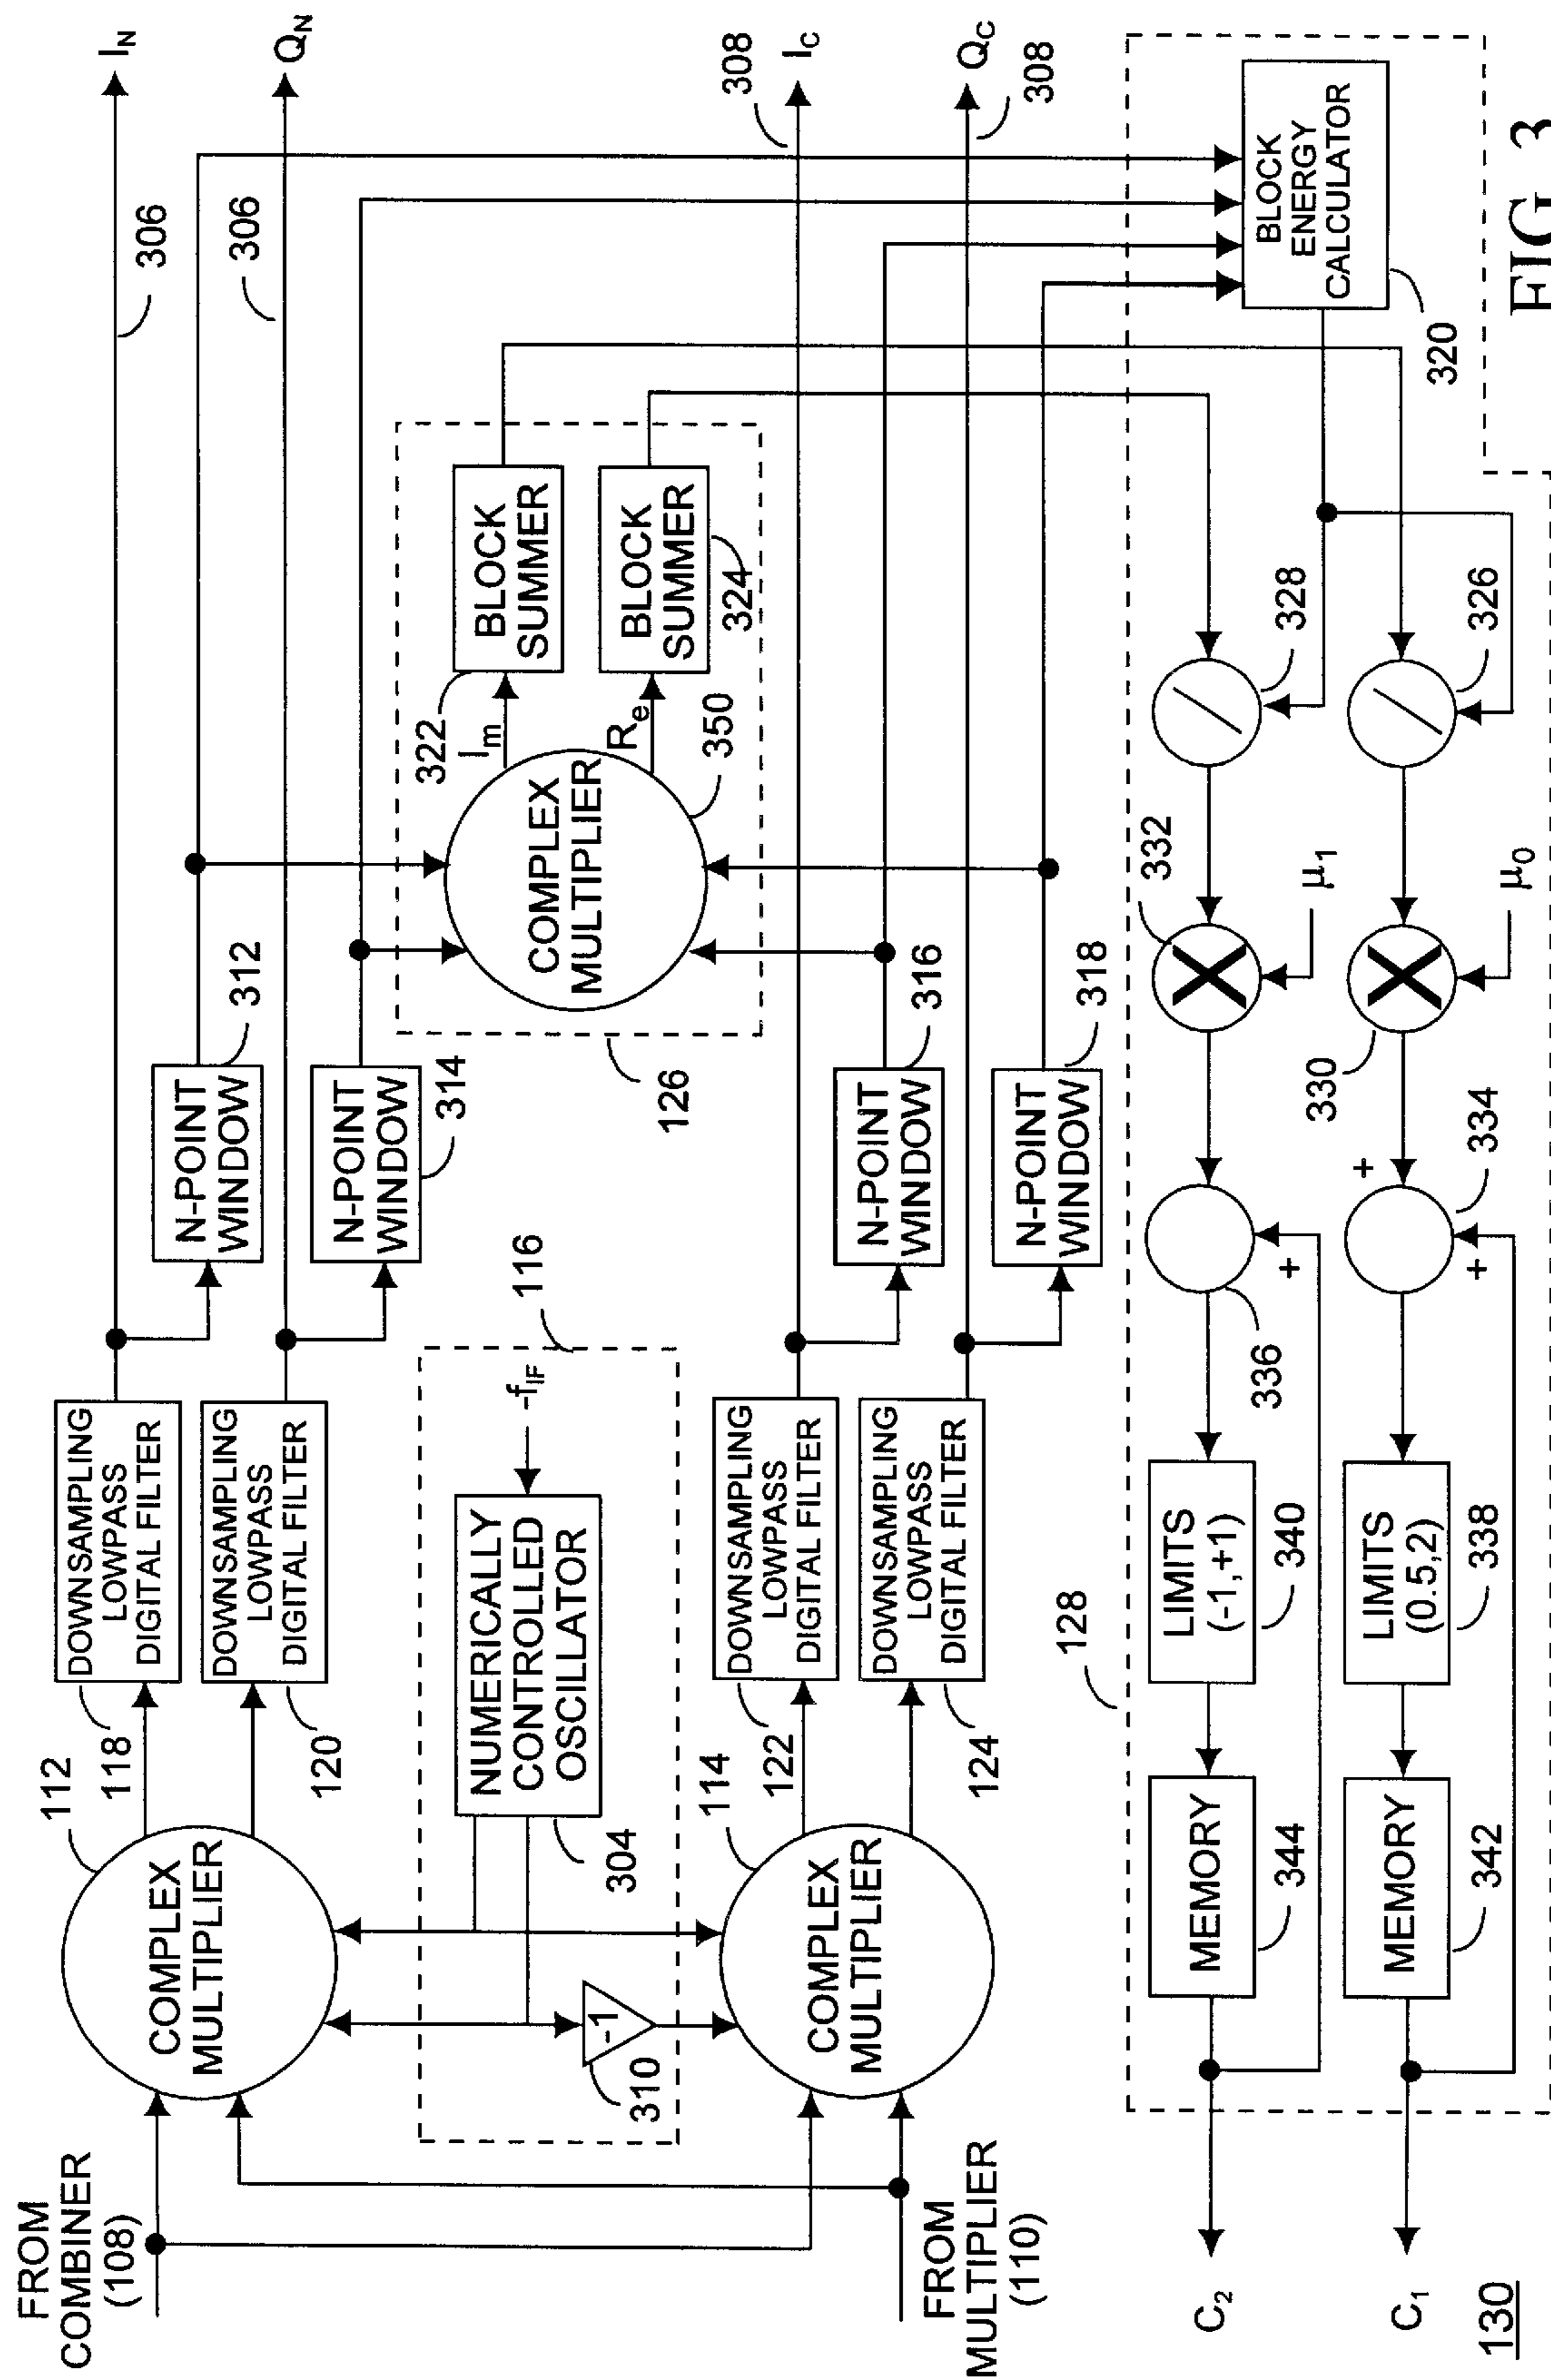 FROM
COMBINER
(108)
COMPLEX
MULTIPLIER
112
118
DOWNSAMPLING
LOWPASS
DIGITAL FILTER
120
DOWNSAMPLING
LOWPASS
DIGITAL FILTER
306
I_N
306
Q_N
N-POINT
WINDOW
312
N-POINT
WINDOW
314
116
NUMERICALLY
CONTROLLED
OSCILLATOR
-f_IF
304
-1
310
126
COMPLEX
MULTIPLIER
350
I_m
R_e
322
BLOCK
SUMMER
BLOCK
SUMMER
324
FROM
MULTIPLIER
(110)
COMPLEX
MULTIPLIER
114
122
DOWNSAMPLING
LOWPASS
DIGITAL FILTER
124
DOWNSAMPLING
LOWPASS
DIGITAL FILTER
308
I_C
Q_C
308
N-POINT
WINDOW
316
N-POINT
WINDOW
318
128
BLOCK
ENERGY
CALCULATOR
320
C_2
MEMORY
344
LIMITS
(-1,+1)
340
336
+
332
μ_1
328
C_1
MEMORY
342
LIMITS
(0.5,2)
338
+
+
334
330
μ_0
326
130
FIG. 3